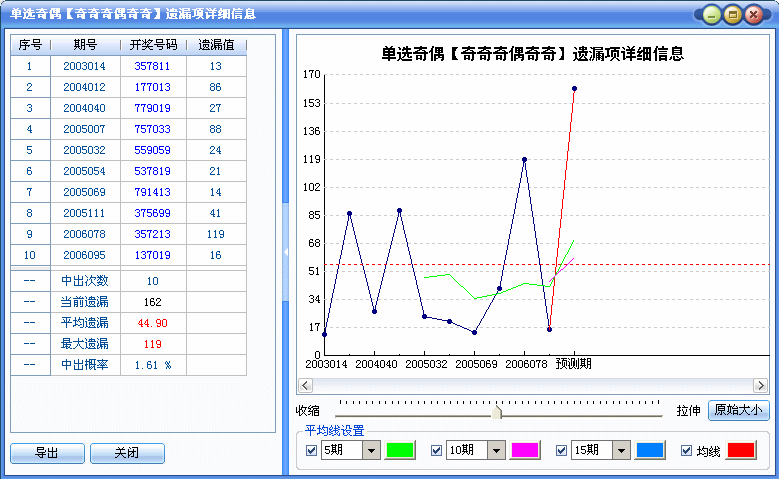 单选奇偶【奇奇奇偶奇奇】遗漏项详细信息
序号 期号 开奖号码 遗漏值
1 2003014 357811 13
2 2004012 177013 86
3 2004040 779019 27
4 2005007 757033 88
5 2005032 559059 24
6 2005054 537819 21
7 2005069 791413 14
8 2005111 375699 41
9 2006078 357213 119
10 2006095 137019 16
-- 中出次数 10
-- 当前遗漏 162
-- 平均遗漏 44.90
-- 最大遗漏 119
-- 中出概率 1.61 %
导出 关闭
单选奇偶【奇奇奇偶奇奇】遗漏项详细信息
170
153
136
119
102
85
68
51
34
17
0
2003014 2004040 2005032 2005069 2006078 预测期
收缩 拉伸 原始大小
平均线设置
5期 10期 15期 均线